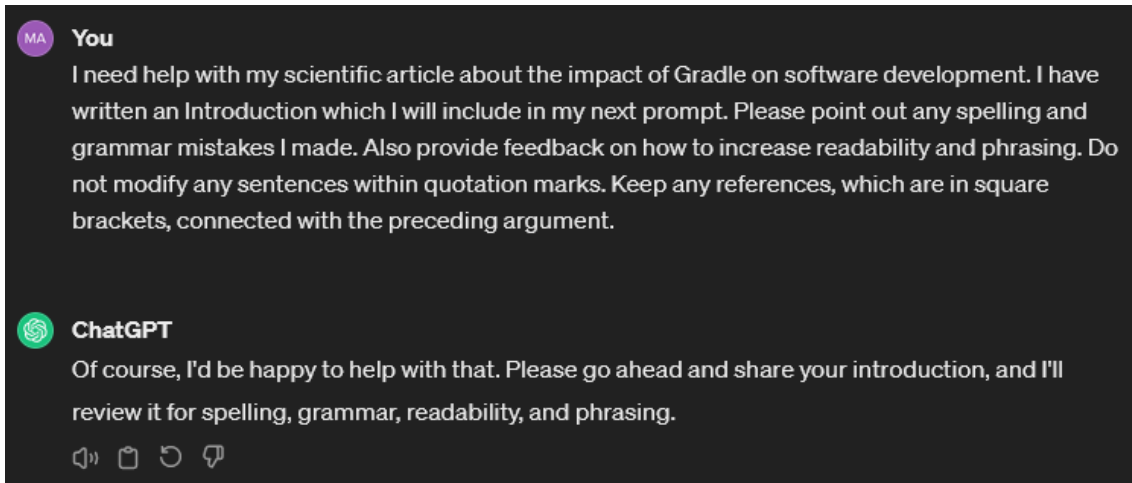 MA
You
I need help with my scientific article about the impact of Gradle on software development. I have
written an Introduction which I will include in my next prompt. Please point out any spelling and
grammar mistakes I made. Also provide feedback on how to increase readability and phrasing. Do
not modify any sentences within quotation marks. Keep any references, which are in square
brackets, connected with the preceding argument.
ChatGPT
Of course, I'd be happy to help with that. Please go ahead and share your introduction, and I'll
review it for spelling, grammar, readability, and phrasing.